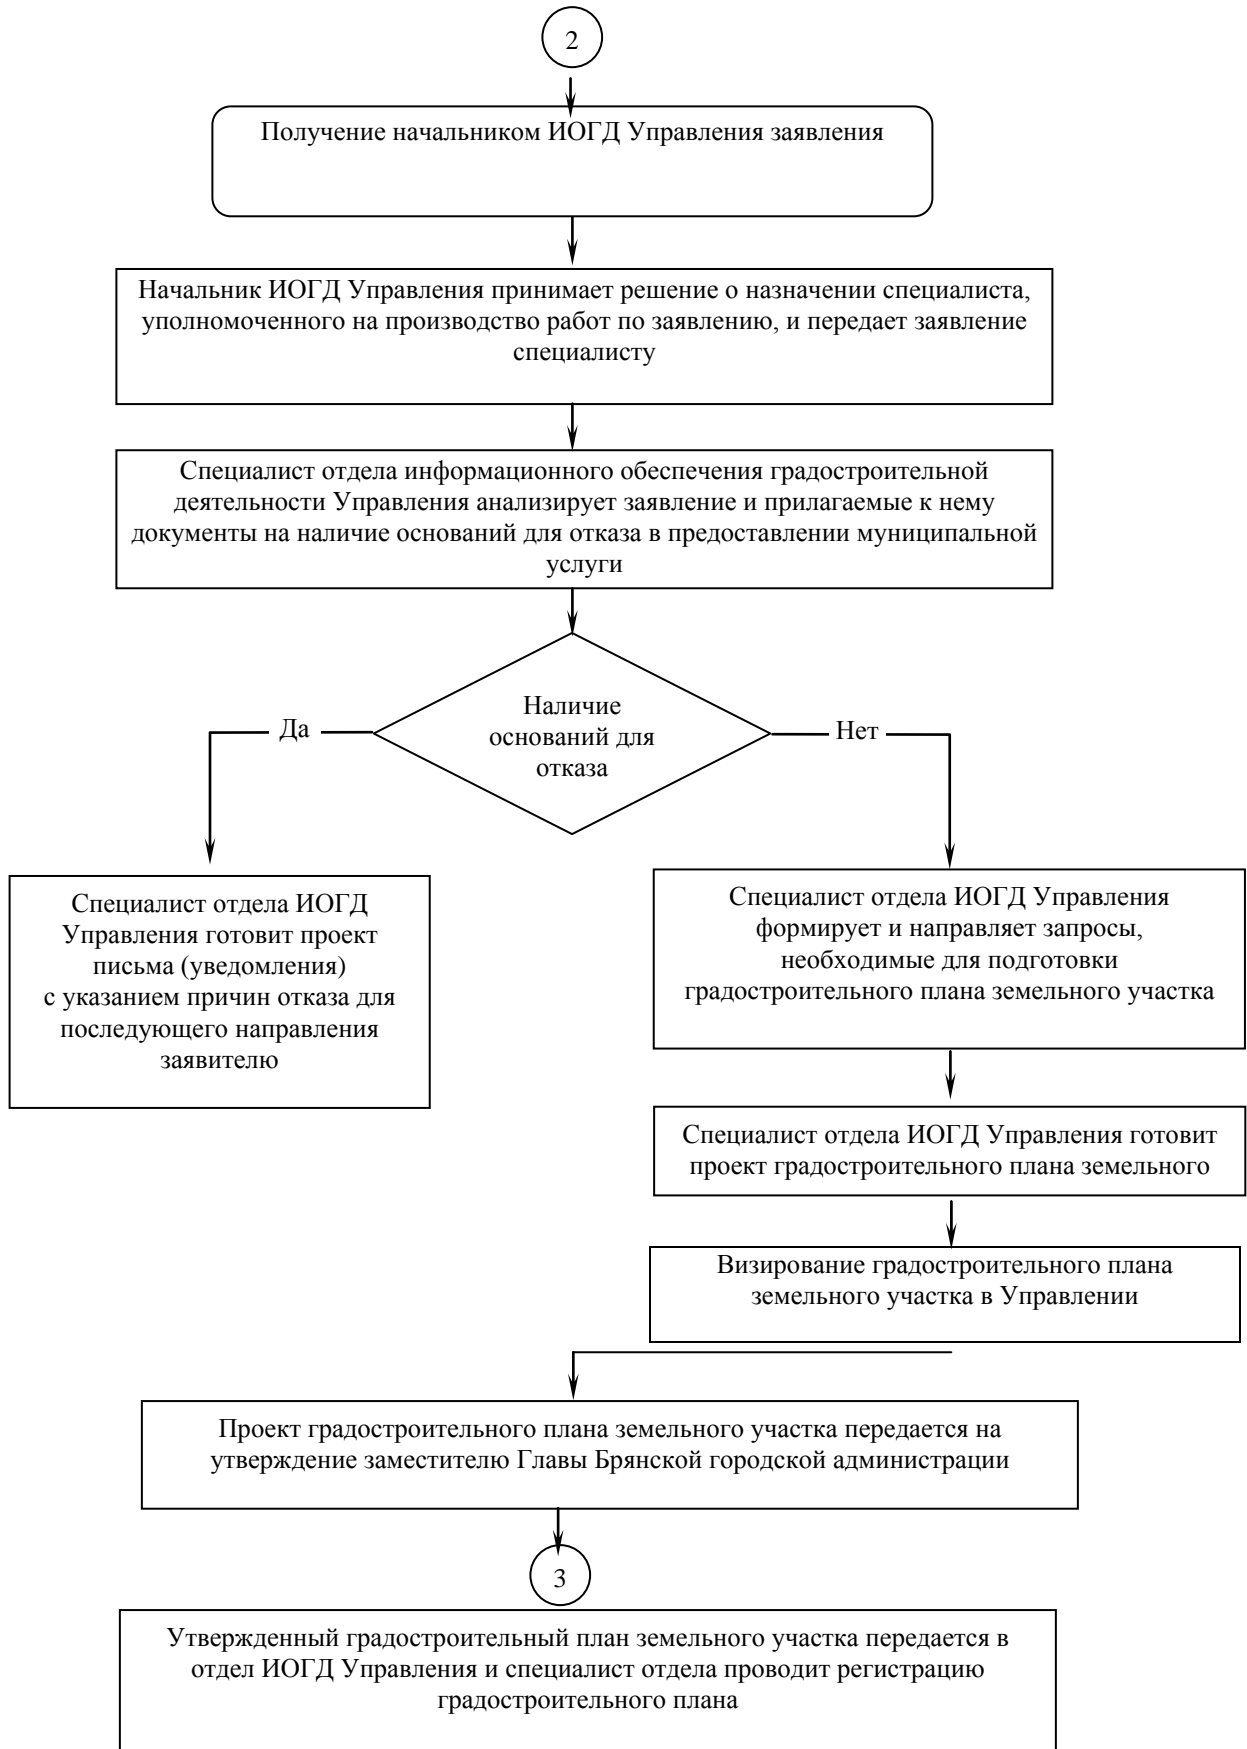 2
Получение начальником ИОГД Управления заявления
Начальник ИОГД Управления принимает решение о назначении специалиста,
уполномоченного на производство работ по заявлению, и передает заявление
специалисту
Специалист отдела информационного обеспечения градостроительной
деятельности Управления анализирует заявление и прилагаемые к нему
документы на наличие оснований для отказа в предоставлении муниципальной
услуги
Наличие
оснований для
отказа
Да
Нет
Специалист отдела ИОГД
Управления готовит проект
письма (уведомления)
с указанием причин отказа для
последующего направления
заявителю
Специалист отдела ИОГД Управления
формирует и направляет запросы,
необходимые для подготовки
градостроительного плана земельного участка
Специалист отдела ИОГД Управления готовит
проект градостроительного плана земельного
Визирование градостроительного плана
земельного участка в Управлении
Проект градостроительного плана земельного участка передается на
утверждение заместителю Главы Брянской городской администрации
3
Утвержденный градостроительный план земельного участка передается в
отдел ИОГД Управления и специалист отдела проводит регистрацию
градостроительного плана